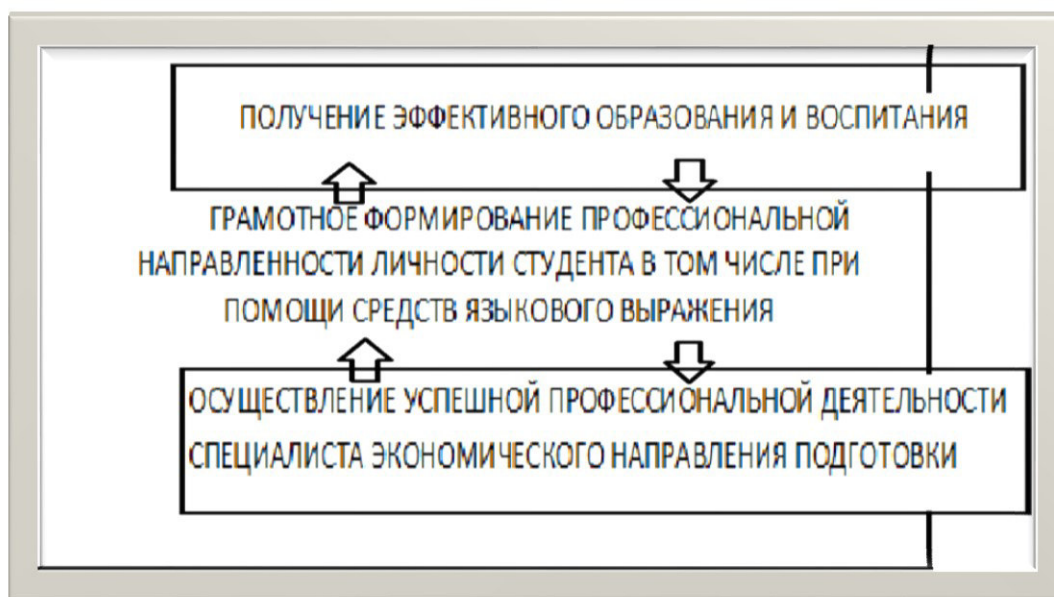 ПОЛУЧЕНИЕ ЭФФЕКТИВНОГО ОБРАЗОВАНИЯ И ВОСПИТАНИЯ
ГРАМОТНОЕ ФОРМИРОВАНИЕ ПРОФЕССИОНАЛЬНОЙ
НАПРАВЛЕННОСТИ ЛИЧНОСТИ СТУДЕНТА В ТОМ ЧИСЛЕ ПРИ
ПОМОЩИ СРЕДСТВ ЯЗЫКОВОГО ВЫРАЖЕНИЯ
ОСУЩЕСТВЛЕНИЕ УСПЕШНОЙ ПРОФЕССИОНАЛЬНОЙ ДЕЯТЕЛЬНОСТИ
СПЕЦИАЛИСТА ЭКОНОМИЧЕСКОГО НАПРАВЛЕНИЯ ПОДГОТОВКИ